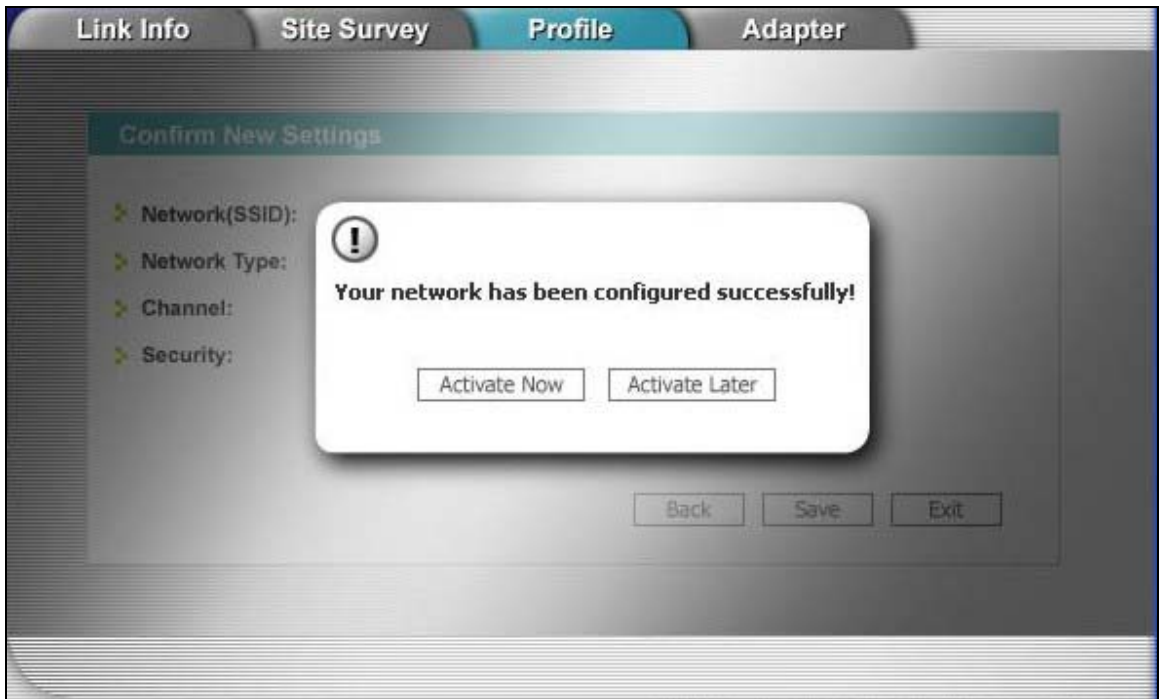 Link Info Site Survey Profile Adapter
Confirm New Settings
Network(SSID):
Network Type:
Channel:
Security:
!
Your network has been configured successfully!
Activate Now Activate Later
Back Save Exit